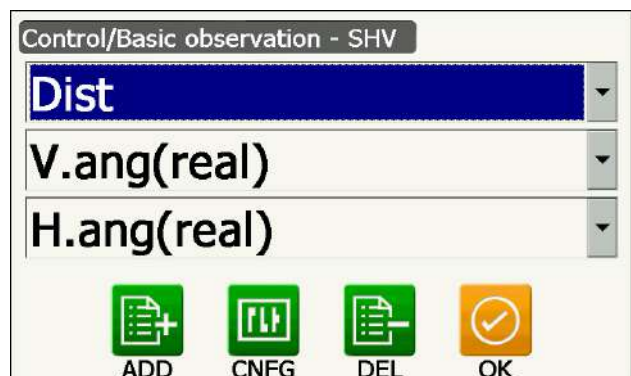 Control/Basic observation - SHV
Dist
V.ang(real)
H.ang(real)
ADD CNFG DEL OK